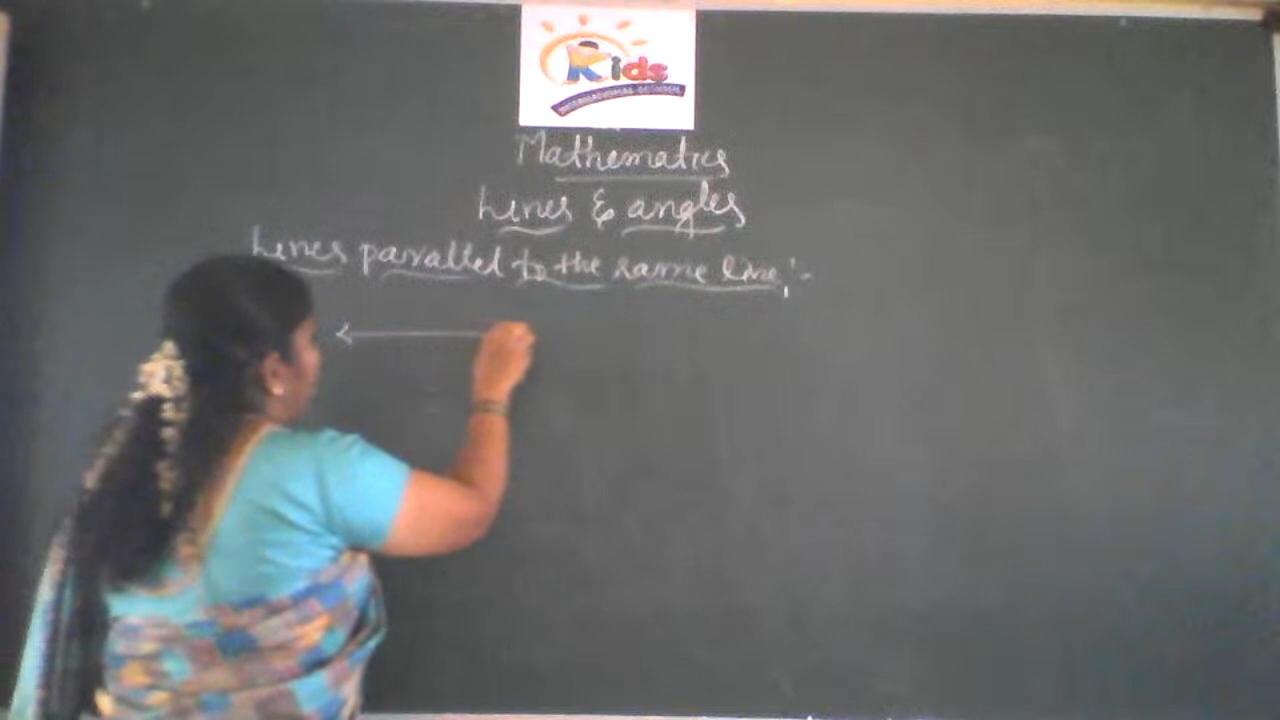 Kids
INTERNATIONAL SCHOOL
Mathematics
Lines & angles
Lines parallel to the same line:-